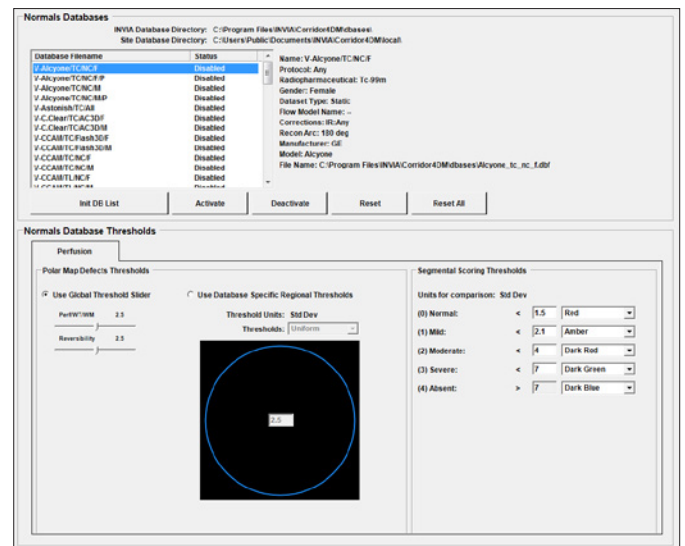 Normals Databases
INVIA Database Directory: C:\Program Files\INVIA\Corridor4DM\dbases\
Site Database Directory: C:\Users\Public\Documents\INVIA\Corridor4DM\local\
Database Filename Status
V-Alcyone/TC/NC/F Disabled
V-Alcyone/TC/NC/F/P Disabled
V-Alcyone/TC/NC/M Disabled
V-Alcyone/TC/NC/M/P Disabled
V-Astonish/TC/All Disabled
V-C.Clear/TC/AC3D/F Disabled
V-C.Clear/TC/AC3D/M Disabled
V-CCAM/TC/Flash3D/F Disabled
V-CCAM/TC/Flash3D/M Disabled
V-CCAM/TC/NC/F Disabled
V-CCAM/TC/NC/M Disabled
V-CCAM/TL/NC/F Disabled
V-CCAM/TL/NC/M Disabled
Name: V-Alcyone/TC/NC/F
Protocol: Any
Radiopharmaceutical: Tc-99m
Gender: Female
Dataset Type: Static
Flow Model Name: --
Corrections: IR:Any
Recon Arc: 180 deg
Manufacturer: GE
Model: Alcyone
File Name: C:\Program Files\INVIA\Corridor4DM\dbases\Alcyone_tc_nc_f.dbf
Init DB List Activate Deactivate Reset Reset All
Normals Database Thresholds
Perfusion
Polar Map Defects Thresholds
Use Global Threshold Slider
Perf/WT/WM 2.5
Reversibility 2.5
Use Database Specific Regional Thresholds
Threshold Units: Std Dev
Thresholds: Uniform
2.5
Segmental Scoring Thresholds
Units for comparison: Std Dev
(0) Normal: < 1.5 Red
(1) Mild: < 2.1 Amber
(2) Moderate: < 4 Dark Red
(3) Severe: < 7 Dark Green
(4) Absent: > 7 Dark Blue